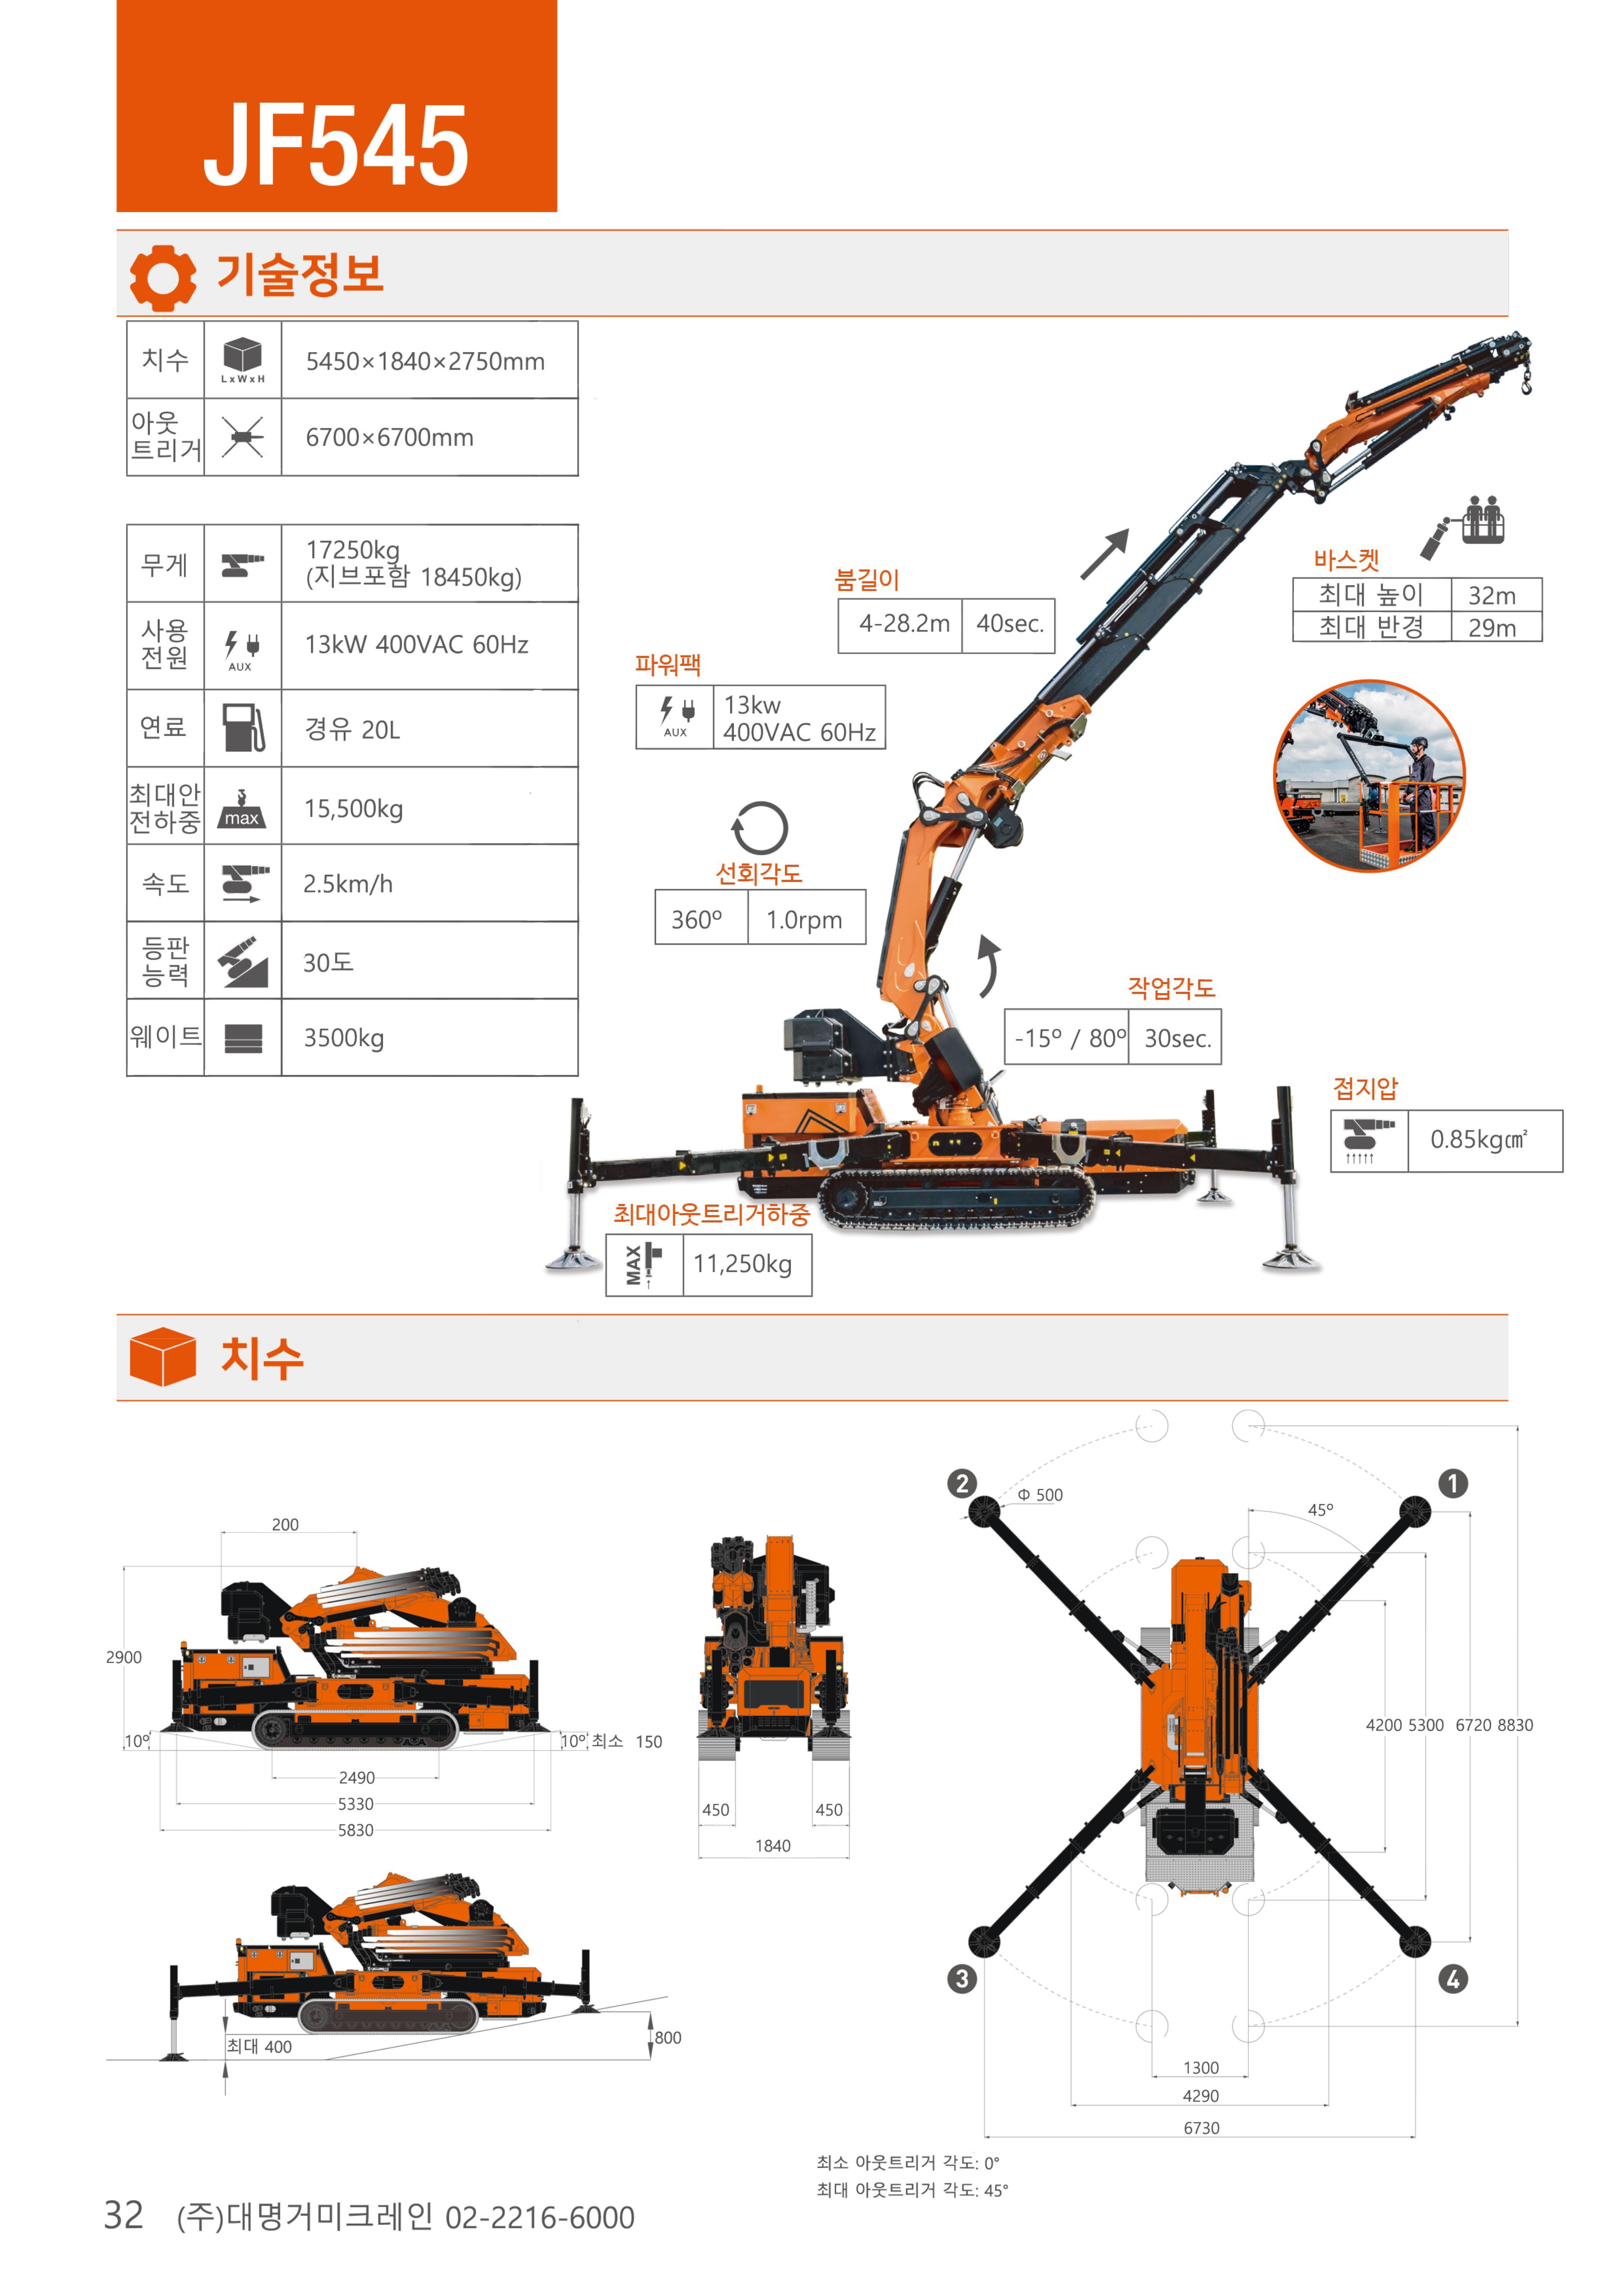 JF545
기술정보
치수
LxWxH
5450×1840×2750mm
아웃
트리거
6700×6700mm
무게
17250kg
(지브포함 18450kg)
사용
전원
AUX
13kW 400VAC 60Hz
연료
경유 20L
최대안
전하중
max
15,500kg
속도
2.5km/h
등판
능력
30도
웨이트
3500kg
붐길이
4-28.2m
40sec.
파워팩
AUX
13kw
400VAC 60Hz
선회각도
360º
1.0rpm
바스켓
최대 높이
32m
최대 반경
29m
작업각도
-15º / 80º
30sec.
접지압
0.85kg㎠
최대아웃트리거하중
MAX
11,250kg
치수
200
2900
10º
10º
최소 150
2490
5330
5830
450
450
1840
최대 400
800
2
1
Φ 500
45º
4200 5300 6720 8830
3
4
1300
4290
6730
최소 아웃트리거 각도: 0°
최대 아웃트리거 각도: 45°
32 (주)대명거미크레인 02-2216-6000